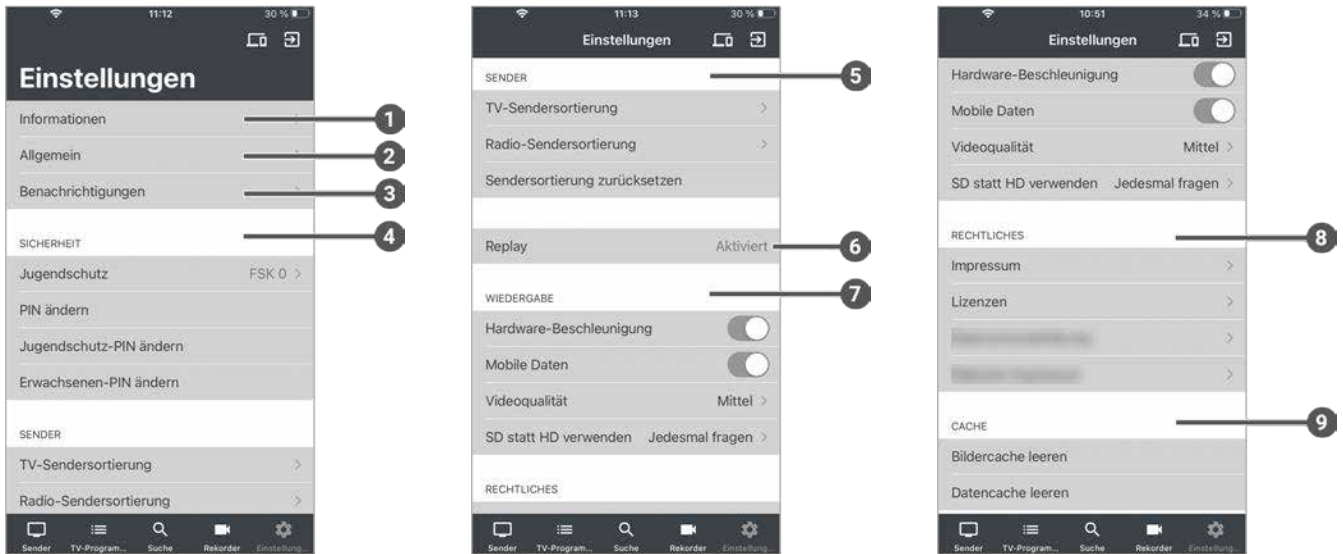 11:12
30 %
Einstellungen
Informationen
1
Allgemein
2
Benachrichtigungen
3
SICHERHEIT
4
Jugendschutz FSK 0
PIN ändern
Jugendschutz-PIN ändern
Erwachsenen-PIN ändern
SENDER
TV-Sendersortierung
Radio-Sendersortierung
Sender TV-Program... Suche Rekorder Einstellung...
11:13
30 %
Einstellungen
SENDER
5
TV-Sendersortierung
Radio-Sendersortierung
Sendersortierung zurücksetzen
Replay Aktiviert
6
WIEDERGABE
7
Hardware-Beschleunigung
Mobile Daten
Videoqualität Mittel
SD statt HD verwenden Jedesmal fragen
RECHTLICHES
Sender TV-Program... Suche Rekorder Einstellung...
10:51
34 %
Einstellungen
Hardware-Beschleunigung
Mobile Daten
Videoqualität Mittel
SD statt HD verwenden Jedesmal fragen
RECHTLICHES
8
Impressum
Lizenzen
CACHE
9
Bildercache leeren
Datencache leeren
Sender TV-Program... Suche Rekorder Einstellung...